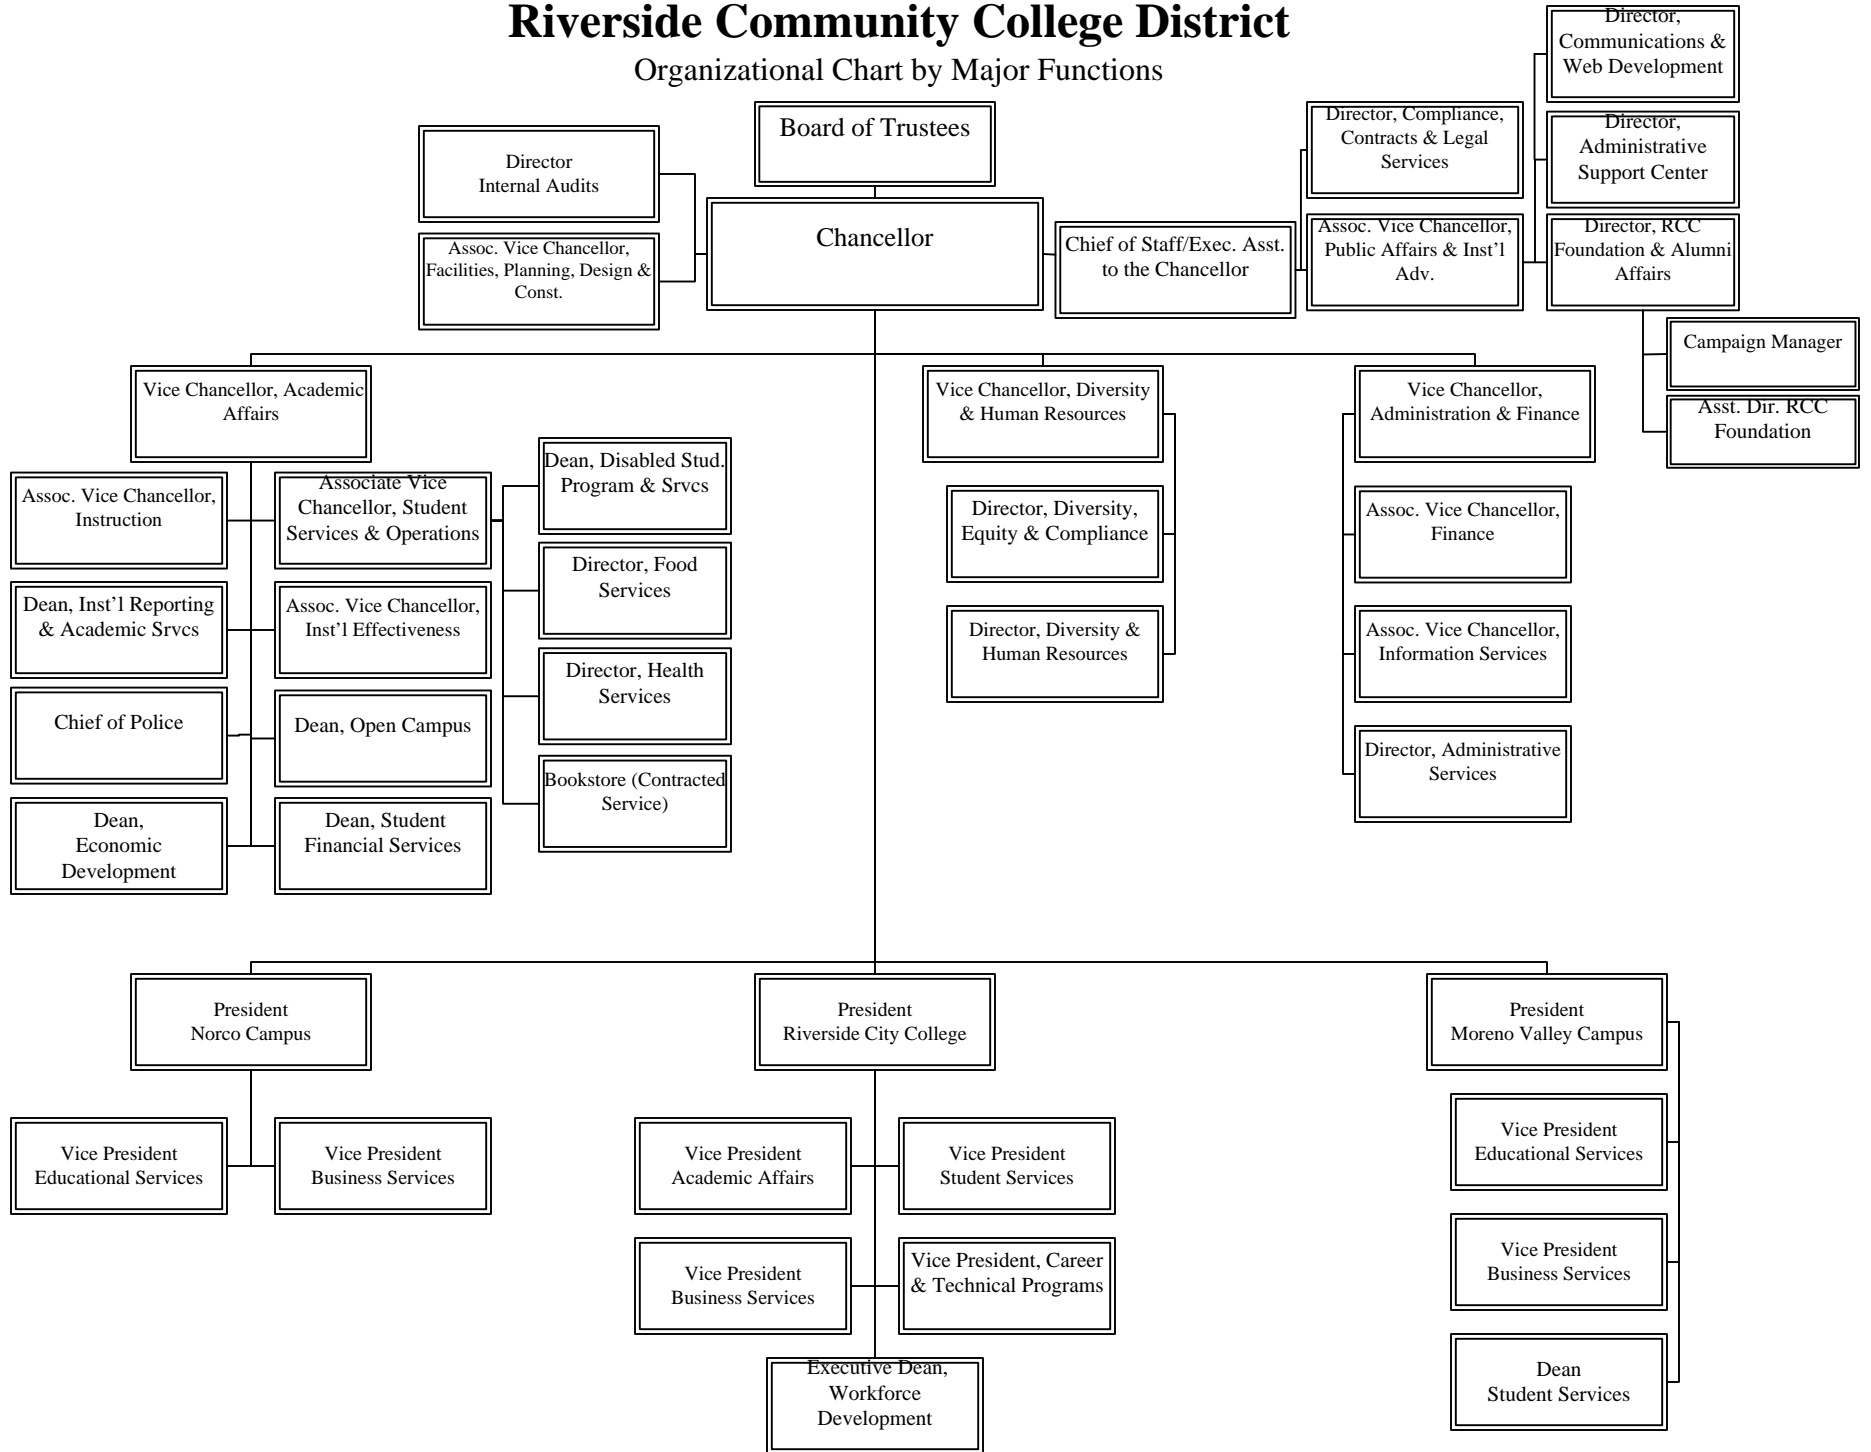 Riverside Community College District
Organizational Chart by Major Functions
Board of Trustees
Director
Internal Audits
Assoc. Vice Chancellor,
Facilities, Planning, Design &
Const.
Chancellor
Chief of Staff/Exec. Asst.
to the Chancellor
Director, Compliance,
Contracts & Legal
Services
Assoc. Vice Chancellor,
Public Affairs & Inst’l
Adv.
Director,
Communications &
Web Development
Director,
Administrative
Support Center
Director, RCC
Foundation & Alumni
Affairs
Campaign Manager
Asst. Dir. RCC
Foundation
Vice Chancellor, Academic
Affairs
Assoc. Vice Chancellor,
Instruction
Associate Vice
Chancellor, Student
Services & Operations
Dean, Inst’l Reporting
& Academic Srvcs
Assoc. Vice Chancellor,
Inst’l Effectiveness
Chief of Police
Dean, Open Campus
Dean,
Economic
Development
Dean, Student
Financial Services
Dean, Disabled Stud.
Program & Srvcs
Director, Food
Services
Director, Health
Services
Bookstore (Contracted
Service)
Vice Chancellor, Diversity
& Human Resources
Director, Diversity,
Equity & Compliance
Director, Diversity &
Human Resources
Vice Chancellor,
Administration & Finance
Assoc. Vice Chancellor,
Finance
Assoc. Vice Chancellor,
Information Services
Director, Administrative
Services
President
Norco Campus
Vice President
Educational Services
Vice President
Business Services
President
Riverside City College
Vice President
Academic Affairs
Vice President
Student Services
Vice President
Business Services
Vice President, Career
& Technical Programs
Executive Dean,
Workforce
Development
President
Moreno Valley Campus
Vice President
Educational Services
Vice President
Business Services
Dean
Student Services